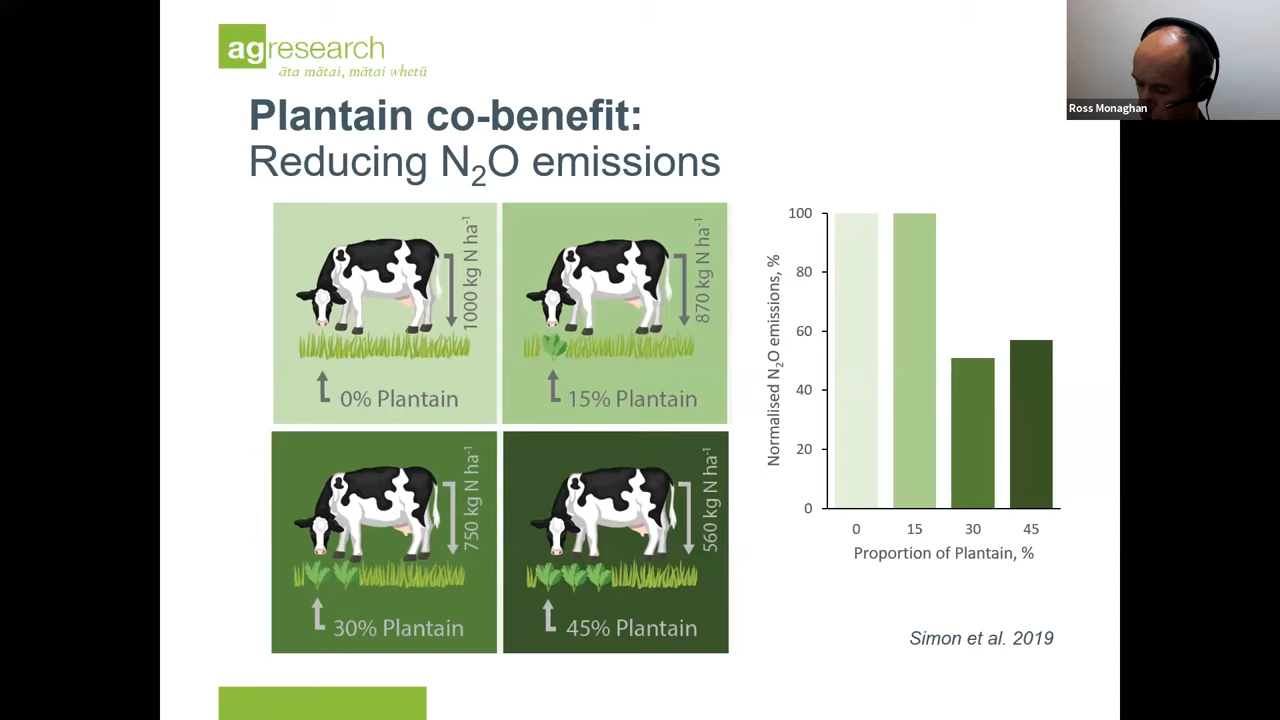 agresearch
āta mātai, mātai whetū
Plantain co-benefit:
Reducing N₂O emissions
1000 kg N ha⁻¹
0% Plantain
870 kg N ha⁻¹
15% Plantain
750 kg N ha⁻¹
30% Plantain
560 kg N ha⁻¹
45% Plantain
Normalised N₂O emissions, %
100
80
60
40
20
0
0 15 30 45
Proportion of Plantain, %
Simon et al. 2019
Ross Monaghan